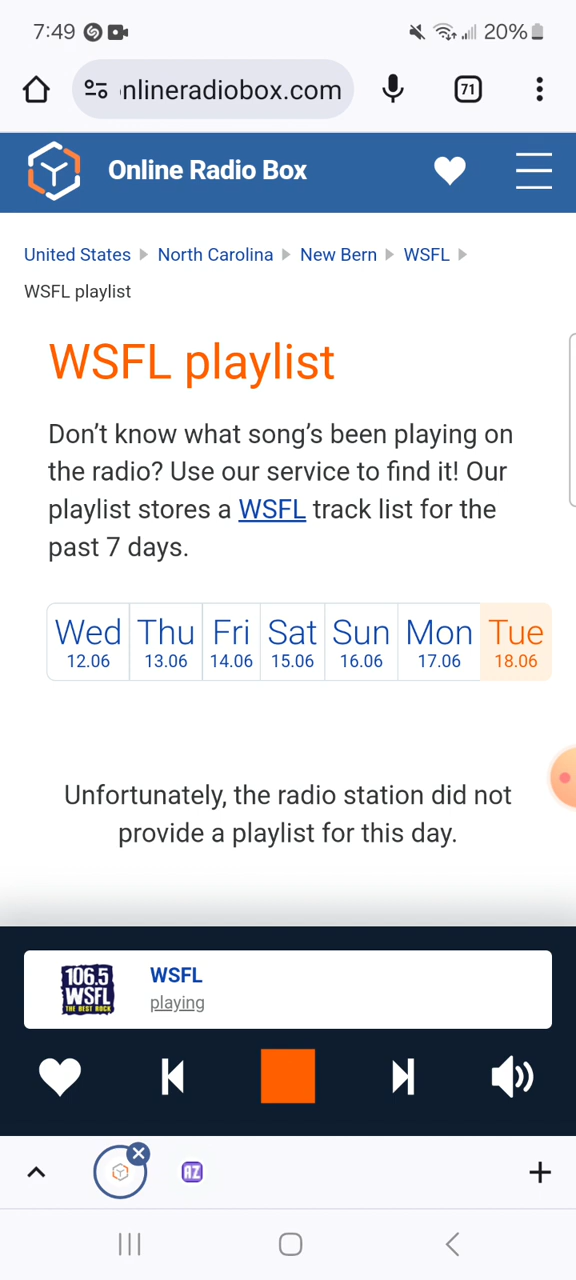 7:49 20%
nlineradiobox.com 71
Online Radio Box
United States North Carolina New Bern WSFL
WSFL playlist
WSFL playlist
Don’t know what song’s been playing on
the radio? Use our service to find it! Our
playlist stores a WSFL track list for the
past 7 days.
Wed Thu Fri Sat Sun Mon Tue
12.06 13.06 14.06 15.06 16.06 17.06 18.06
Unfortunately, the radio station did not
provide a playlist for this day.
106.5
WSFL
THE BEST ROCK
WSFL
playing
AZ